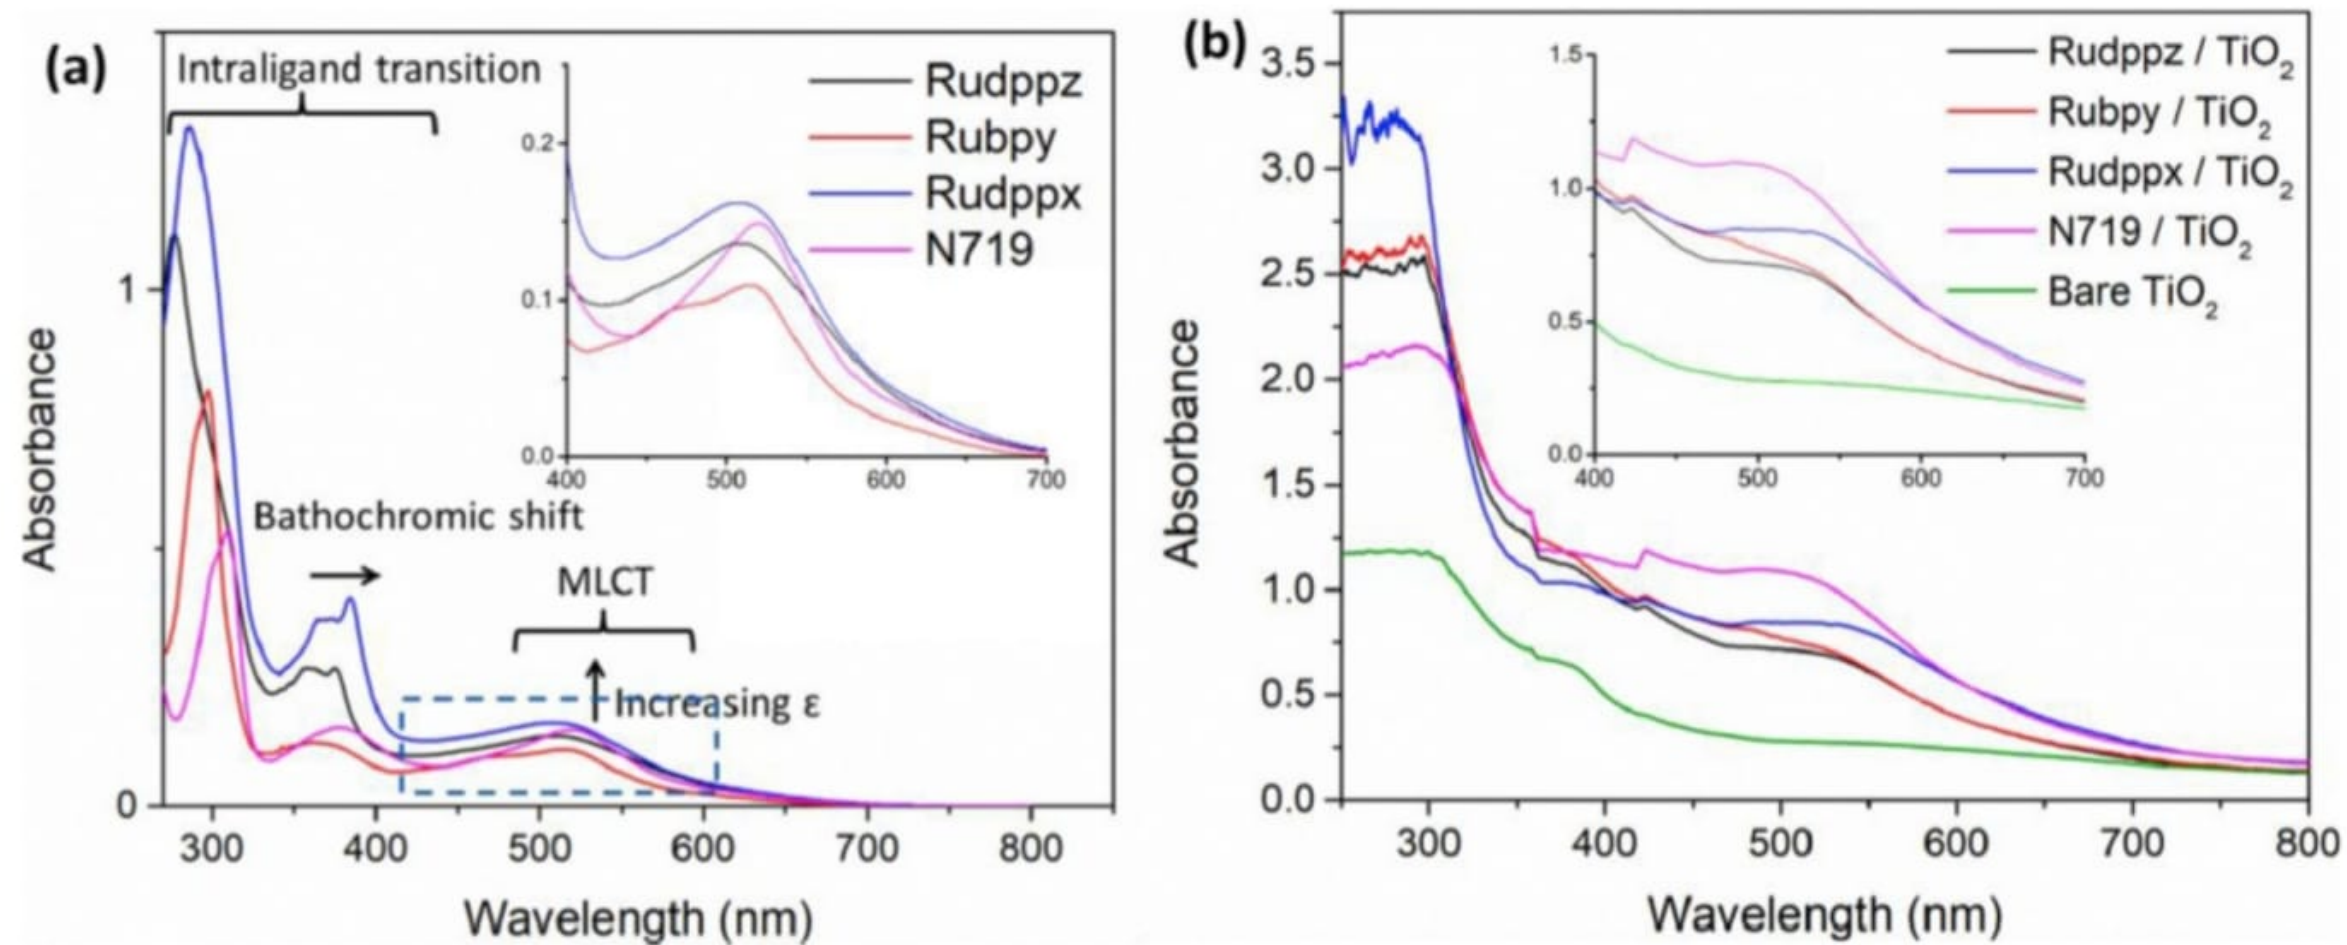 (a)
Intraligand transition
Rudppz
Rubpy
Rudppx
N719
0.2
0.1
0.0
400 500 600 700
Bathochromic shift
MLCT
Increasing ε
1
0
300 400 500 600 700 800
Absorbance
Wavelength (nm)
(b)
Rudppz / TiO₂
Rubpy / TiO₂
Rudppx / TiO₂
N719 / TiO₂
Bare TiO₂
1.5
1.0
0.5
0.0
400 500 600 700
3.5
3.0
2.5
2.0
1.5
1.0
0.5
0.0
300 400 500 600 700 800
Absorbance
Wavelength (nm)